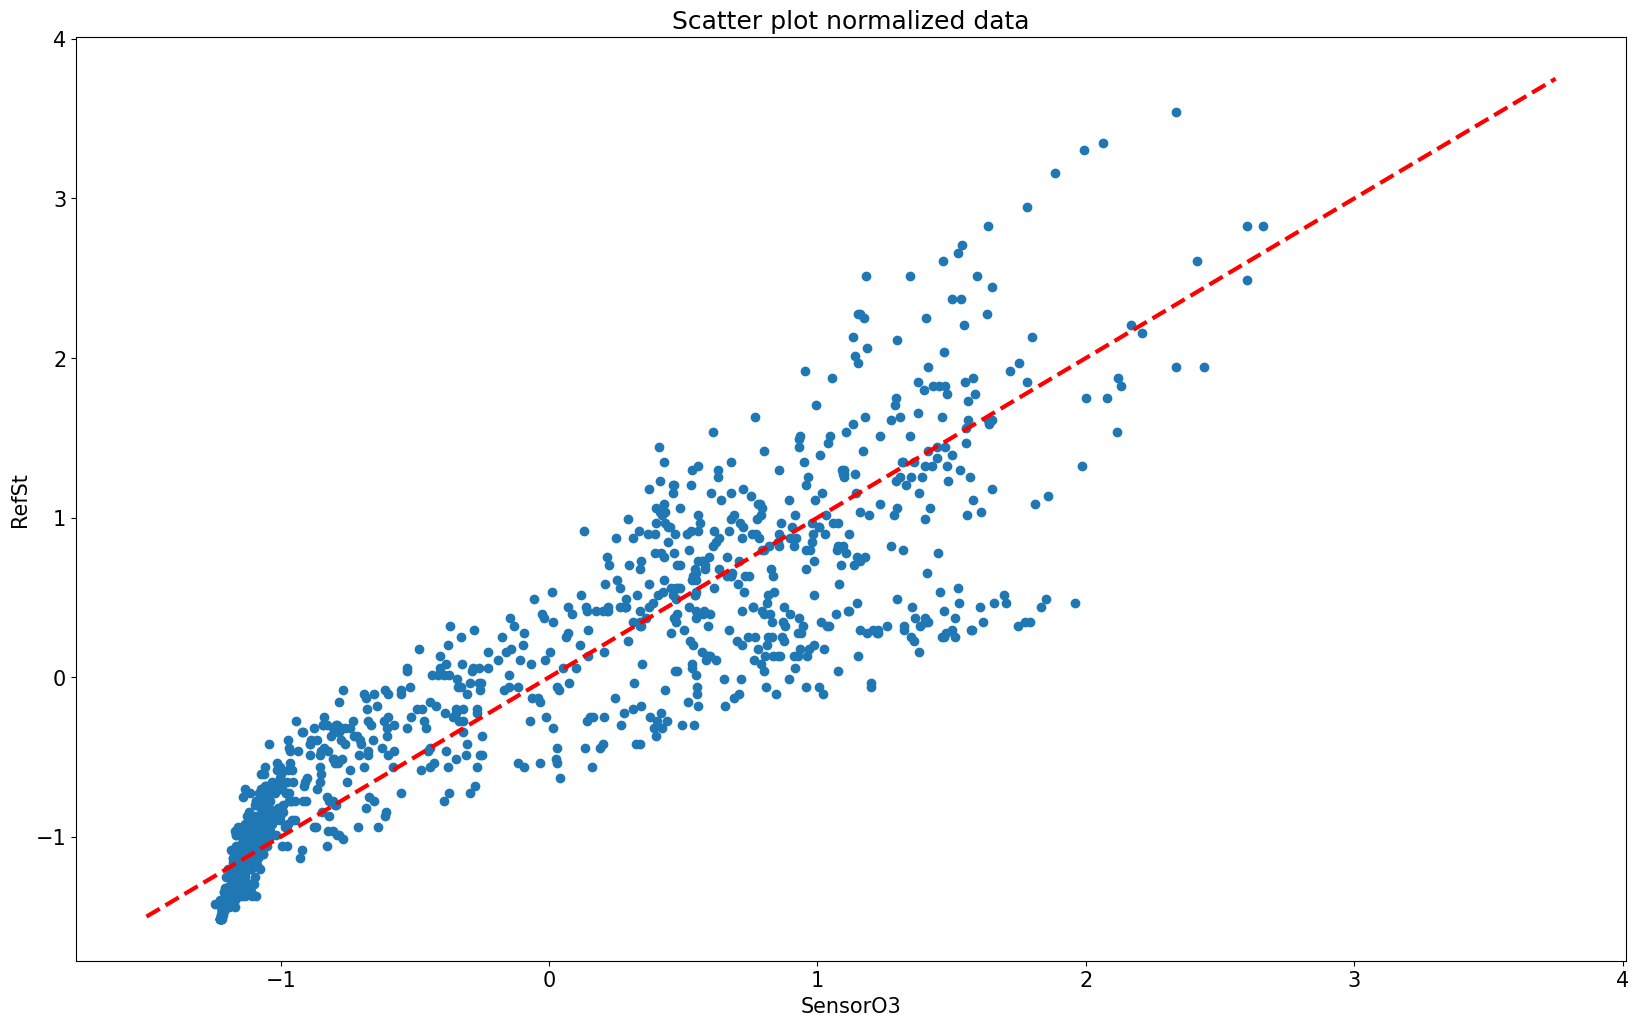 Scatter plot normalized data
4
3
2
1
0
−1
RefSt
−1 0 1 2 3 4
SensorO3